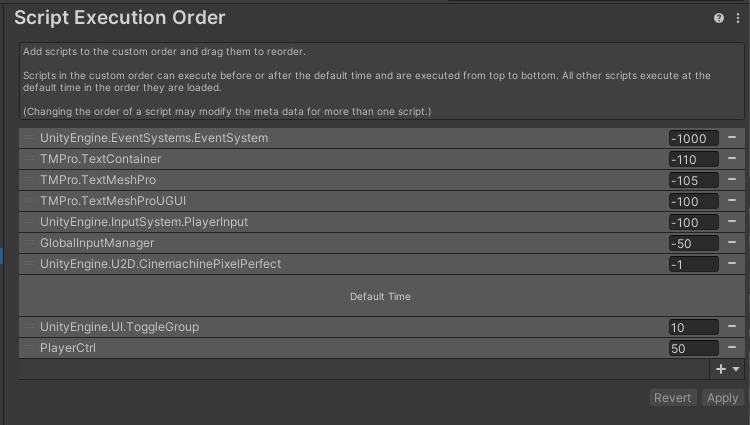 Script Execution Order
Add scripts to the custom order and drag them to reorder.
Scripts in the custom order can execute before or after the default time and are executed from top to bottom. All other scripts execute at the
default time in the order they are loaded.
(Changing the order of a script may modify the meta data for more than one script.)
UnityEngine.EventSystems.EventSystem -1000
TMPro.TextContainer -110
TMPro.TextMeshPro -105
TMPro.TextMeshProUGUI -100
UnityEngine.InputSystem.PlayerInput -100
GlobalInputManager -50
UnityEngine.U2D.CinemachinePixelPerfect -1
Default Time
UnityEngine.UI.ToggleGroup 10
PlayerCtrl 50
Revert Apply